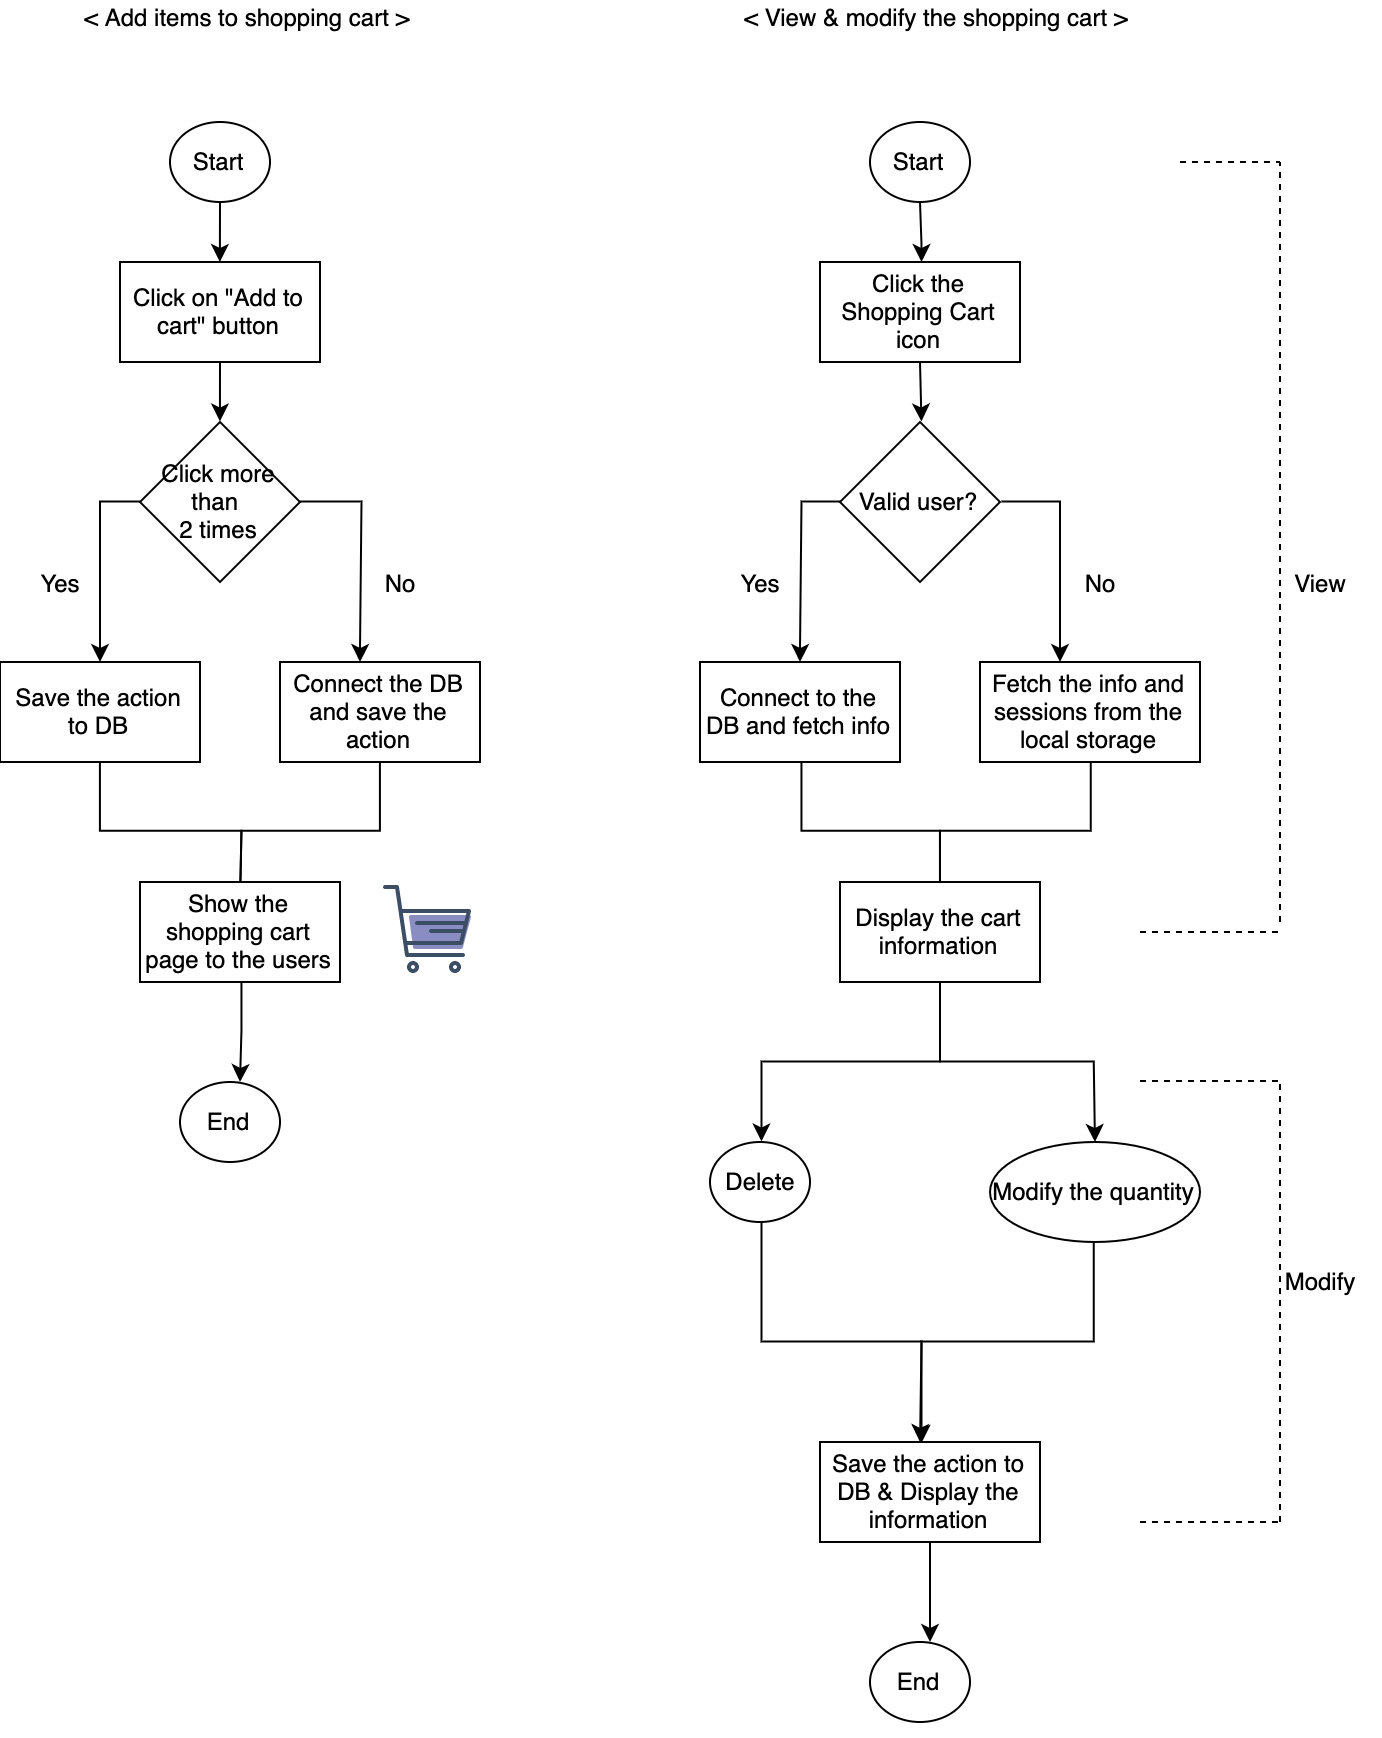 < Add items to shopping cart >
Start
Click on "Add to
cart" button
Click more
than
2 times
Yes
No
Save the action
to DB
Connect the DB
and save the
action
Show the
shopping cart
page to the users
End
< View & modify the shopping cart >
Start
Click the
Shopping Cart
icon
Valid user?
Yes
No
View
Connect to the
DB and fetch info
Fetch the info and
sessions from the
local storage
Display the cart
information
Delete
Modify the quantity
Modify
Save the action to
DB & Display the
information
End